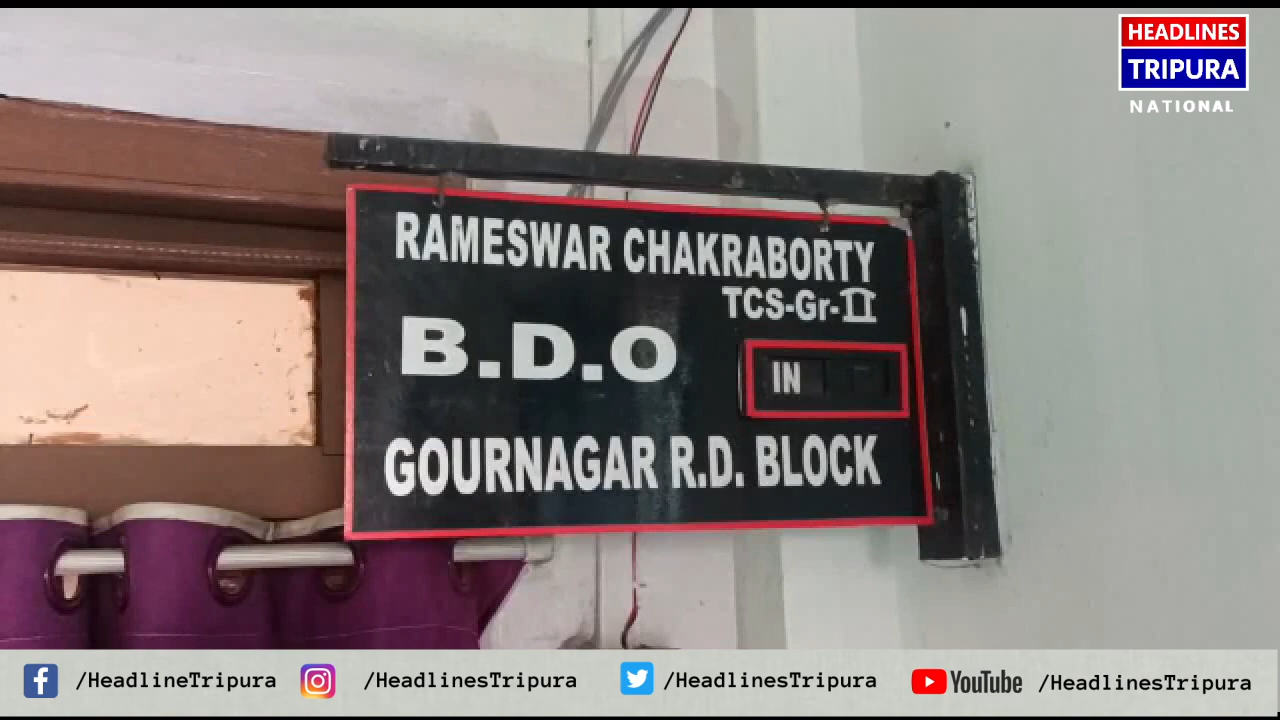 HEADLINES
TRIPURA
NATIONAL
RAMESWAR CHAKRABORTY
TCS-Gr-II
B.D.O
IN
GOURNAGAR R.D. BLOCK
/HeadlineTripura /HeadlinesTripura /HeadlinesTripura YouTube /HeadlinesTripura